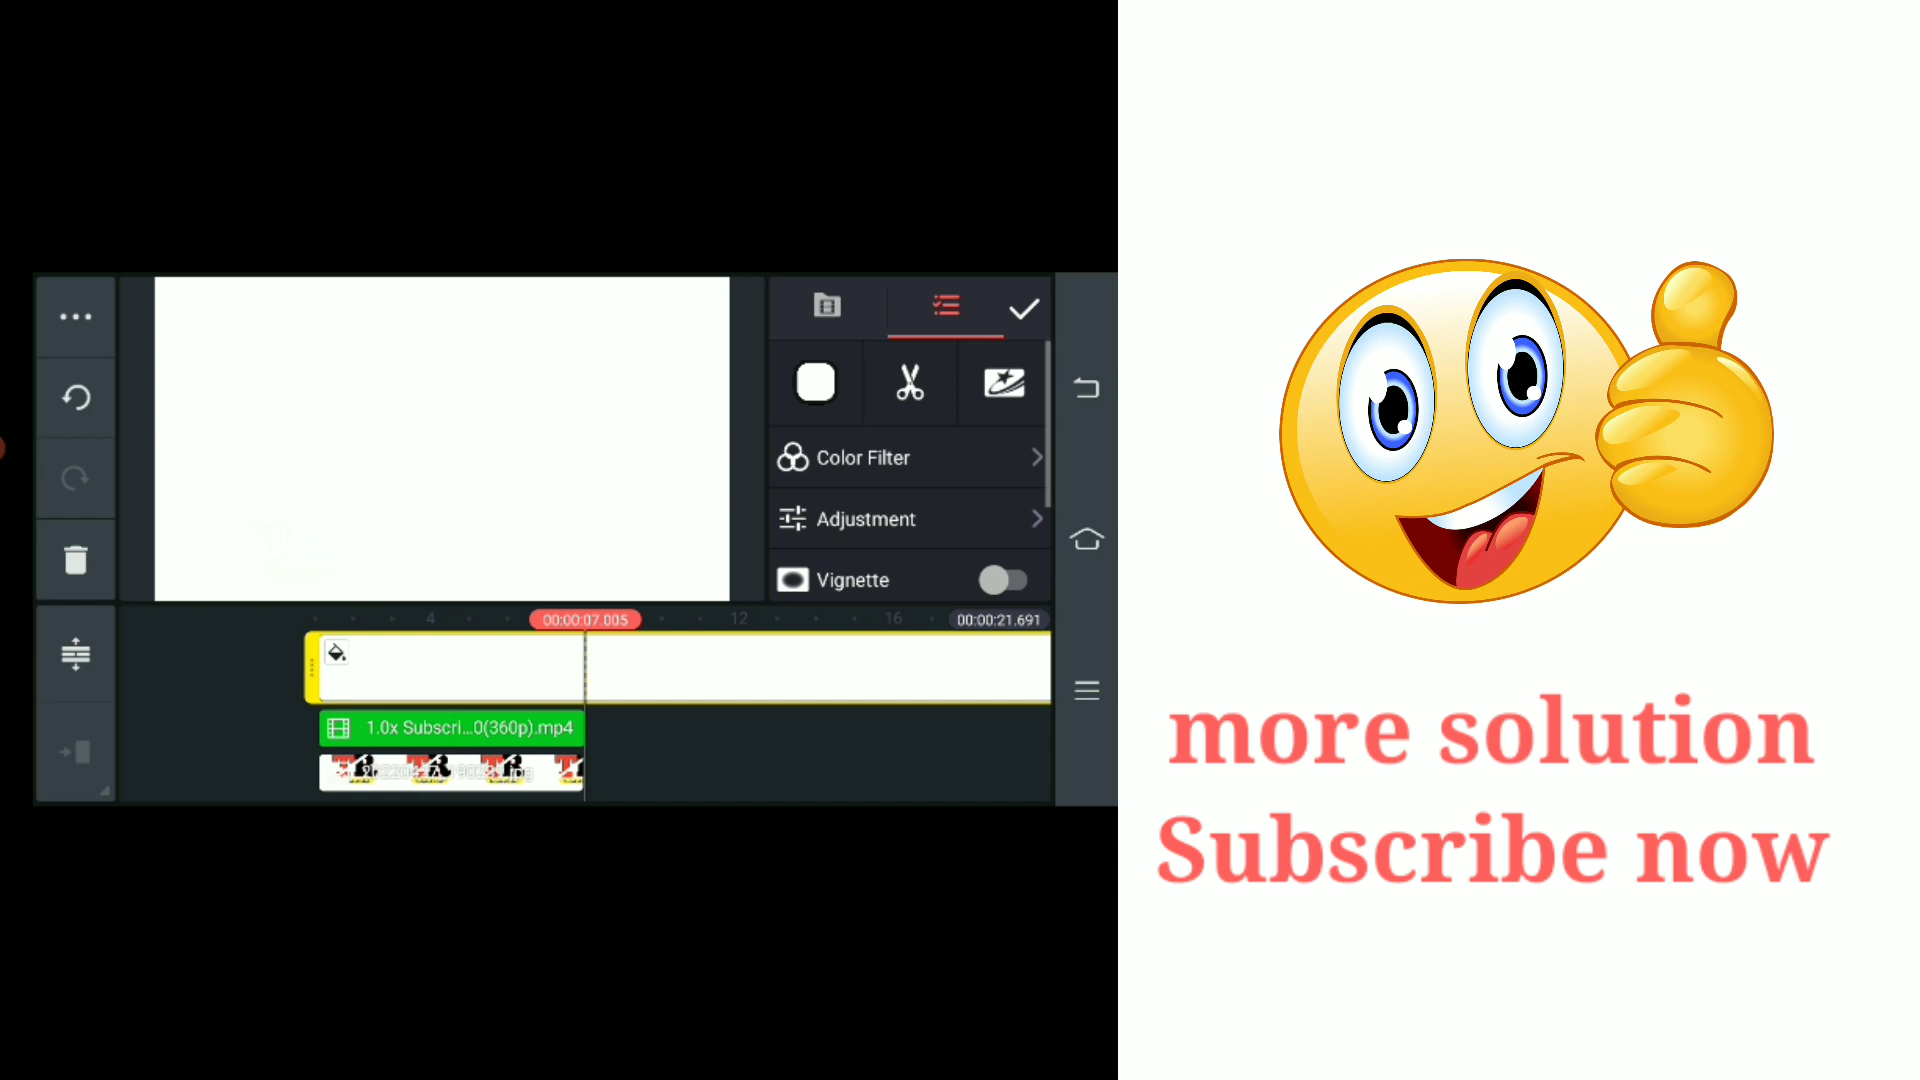 Color Filter
Adjustment
Vignette
4
00:00:07.005
12
16
00:00:21.691
1.0x Subscri...0(360p).mp4
more solution
Subscribe now